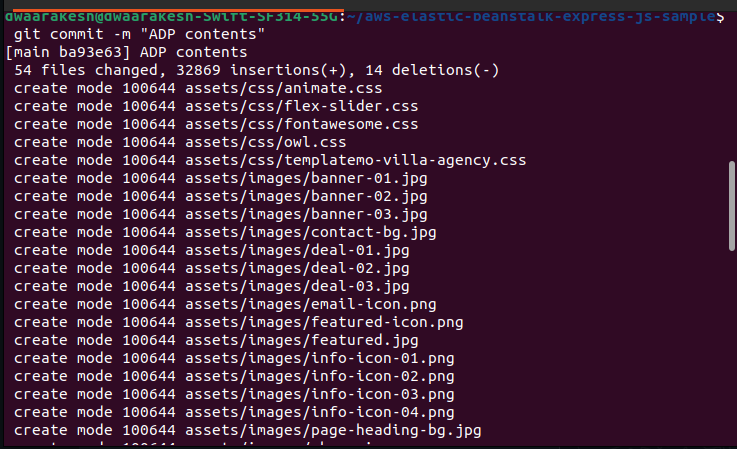 dwaarakesh@dwaarakesh-Swift-SF314-55G:~/aws-elastic-beanstalk-express-js-sample$
git commit -m "ADP contents"
[main ba93e63] ADP contents
54 files changed, 32869 insertions(+), 14 deletions(-)
create mode 100644 assets/css/animate.css
create mode 100644 assets/css/flex-slider.css
create mode 100644 assets/css/fontawesome.css
create mode 100644 assets/css/owl.css
create mode 100644 assets/css/templatemo-villa-agency.css
create mode 100644 assets/images/banner-01.jpg
create mode 100644 assets/images/banner-02.jpg
create mode 100644 assets/images/banner-03.jpg
create mode 100644 assets/images/contact-bg.jpg
create mode 100644 assets/images/deal-01.jpg
create mode 100644 assets/images/deal-02.jpg
create mode 100644 assets/images/deal-03.jpg
create mode 100644 assets/images/email-icon.png
create mode 100644 assets/images/featured-icon.png
create mode 100644 assets/images/featured.jpg
create mode 100644 assets/images/info-icon-01.png
create mode 100644 assets/images/info-icon-02.png
create mode 100644 assets/images/info-icon-03.png
create mode 100644 assets/images/info-icon-04.png
create mode 100644 assets/images/page-heading-bg.jpg
create mode 100644